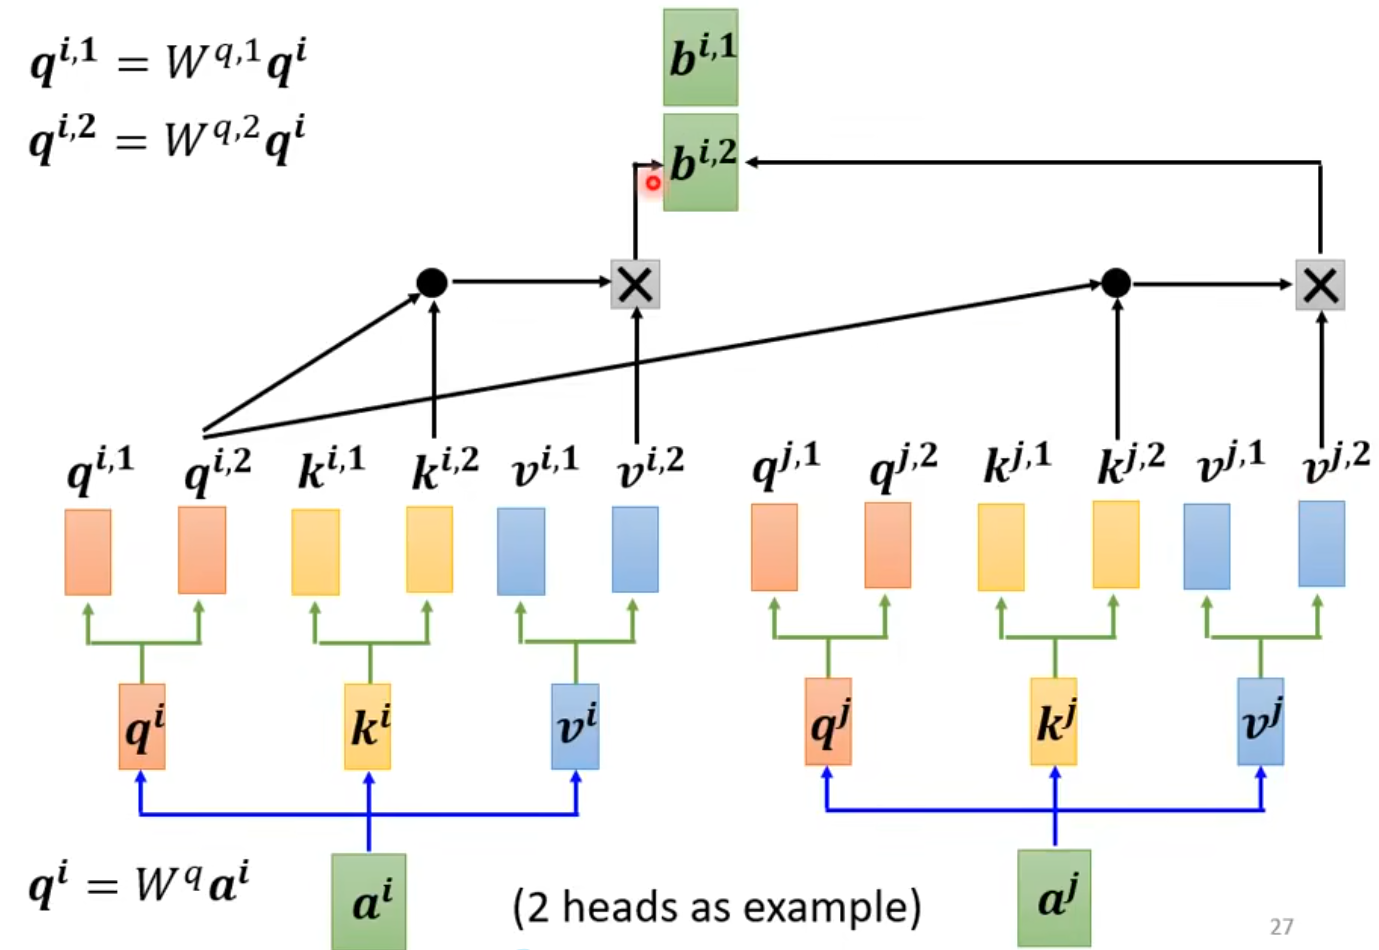 q^{i,1} = W^{q,1}q^i
q^{i,2} = W^{q,2}q^i
b^{i,1}
b^{i,2}
q^{i,1} q^{i,2} k^{i,1} k^{i,2} v^{i,1} v^{i,2} q^{j,1} q^{j,2} k^{j,1} k^{j,2} v^{j,1} v^{j,2}
q^i k^i v^i q^j k^j v^j
q^i = W^q a^i
a^i
(2 heads as example)
a^j
27